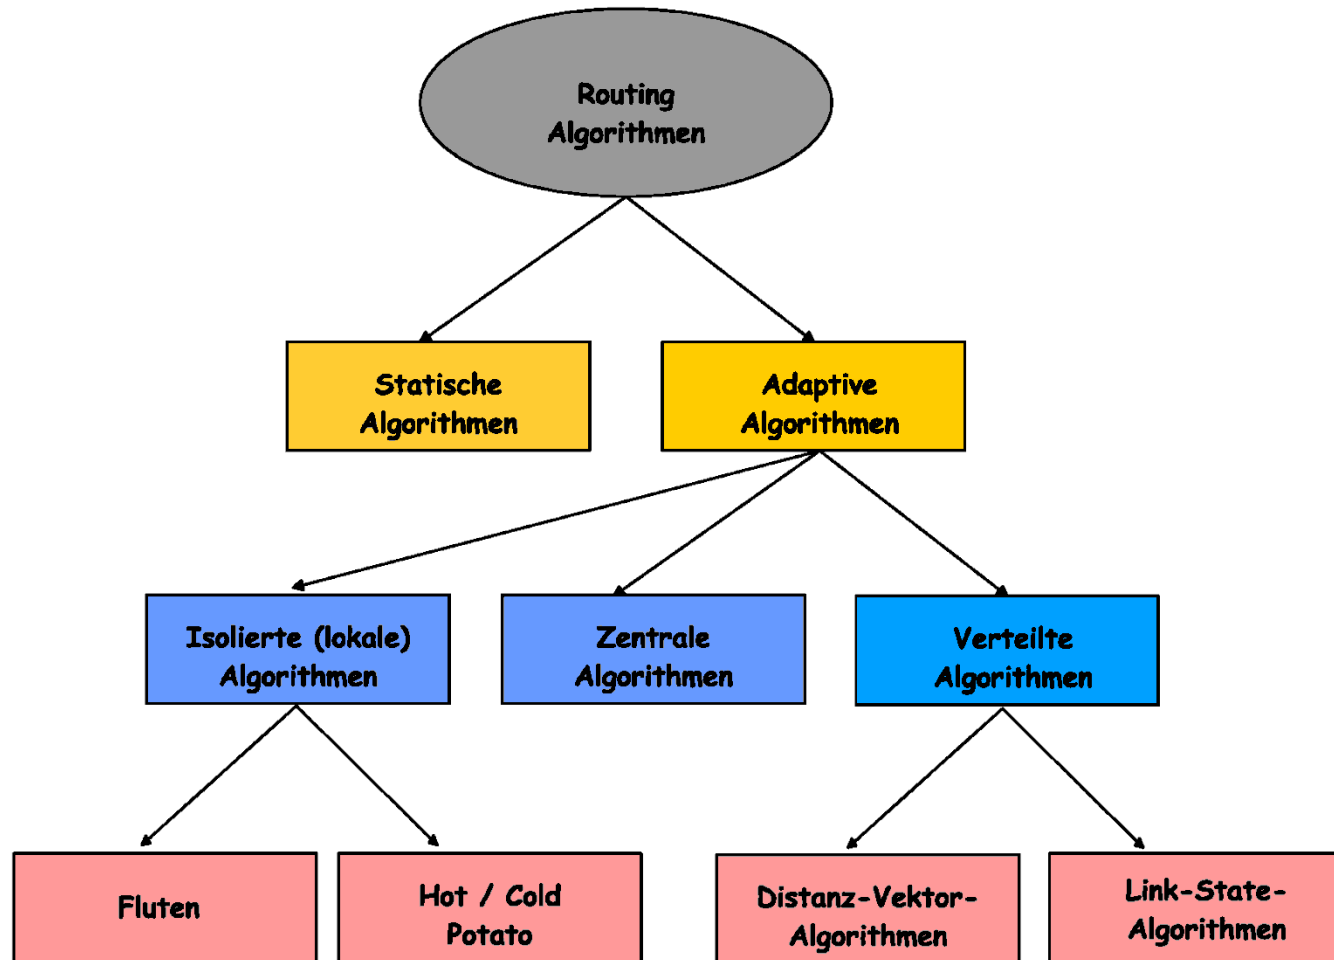 Routing
Algorithmen
Statische
Algorithmen
Adaptive
Algorithmen
Isolierte (lokale)
Algorithmen
Zentrale
Algorithmen
Verteilte
Algorithmen
Fluten
Hot / Cold
Potato
Distanz-Vektor-
Algorithmen
Link-State-
Algorithmen